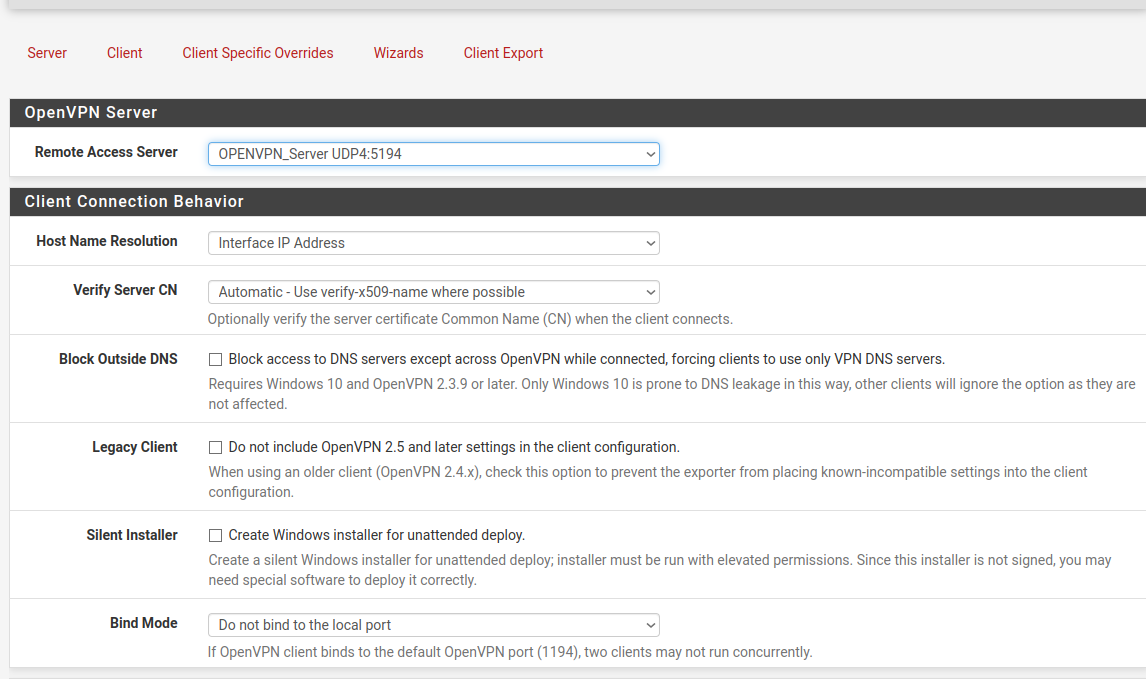 Server Client Client Specific Overrides Wizards Client Export
OpenVPN Server
Remote Access Server OPENVPN_Server UDP4:5194
Client Connection Behavior
Host Name Resolution Interface IP Address
Verify Server CN Automatic - Use verify-x509-name where possible
Optionally verify the server certificate Common Name (CN) when the client connects.
Block Outside DNS Block access to DNS servers except across OpenVPN while connected, forcing clients to use only VPN DNS servers.
Requires Windows 10 and OpenVPN 2.3.9 or later. Only Windows 10 is prone to DNS leakage in this way, other clients will ignore the option as they are
not affected.
Legacy Client Do not include OpenVPN 2.5 and later settings in the client configuration.
When using an older client (OpenVPN 2.4.x), check this option to prevent the exporter from placing known-incompatible settings into the client
configuration.
Silent Installer Create Windows installer for unattended deploy.
Create a silent Windows installer for unattended deploy; installer must be run with elevated permissions. Since this installer is not signed, you may
need special software to deploy it correctly.
Bind Mode Do not bind to the local port
If OpenVPN client binds to the default OpenVPN port (1194), two clients may not run concurrently.